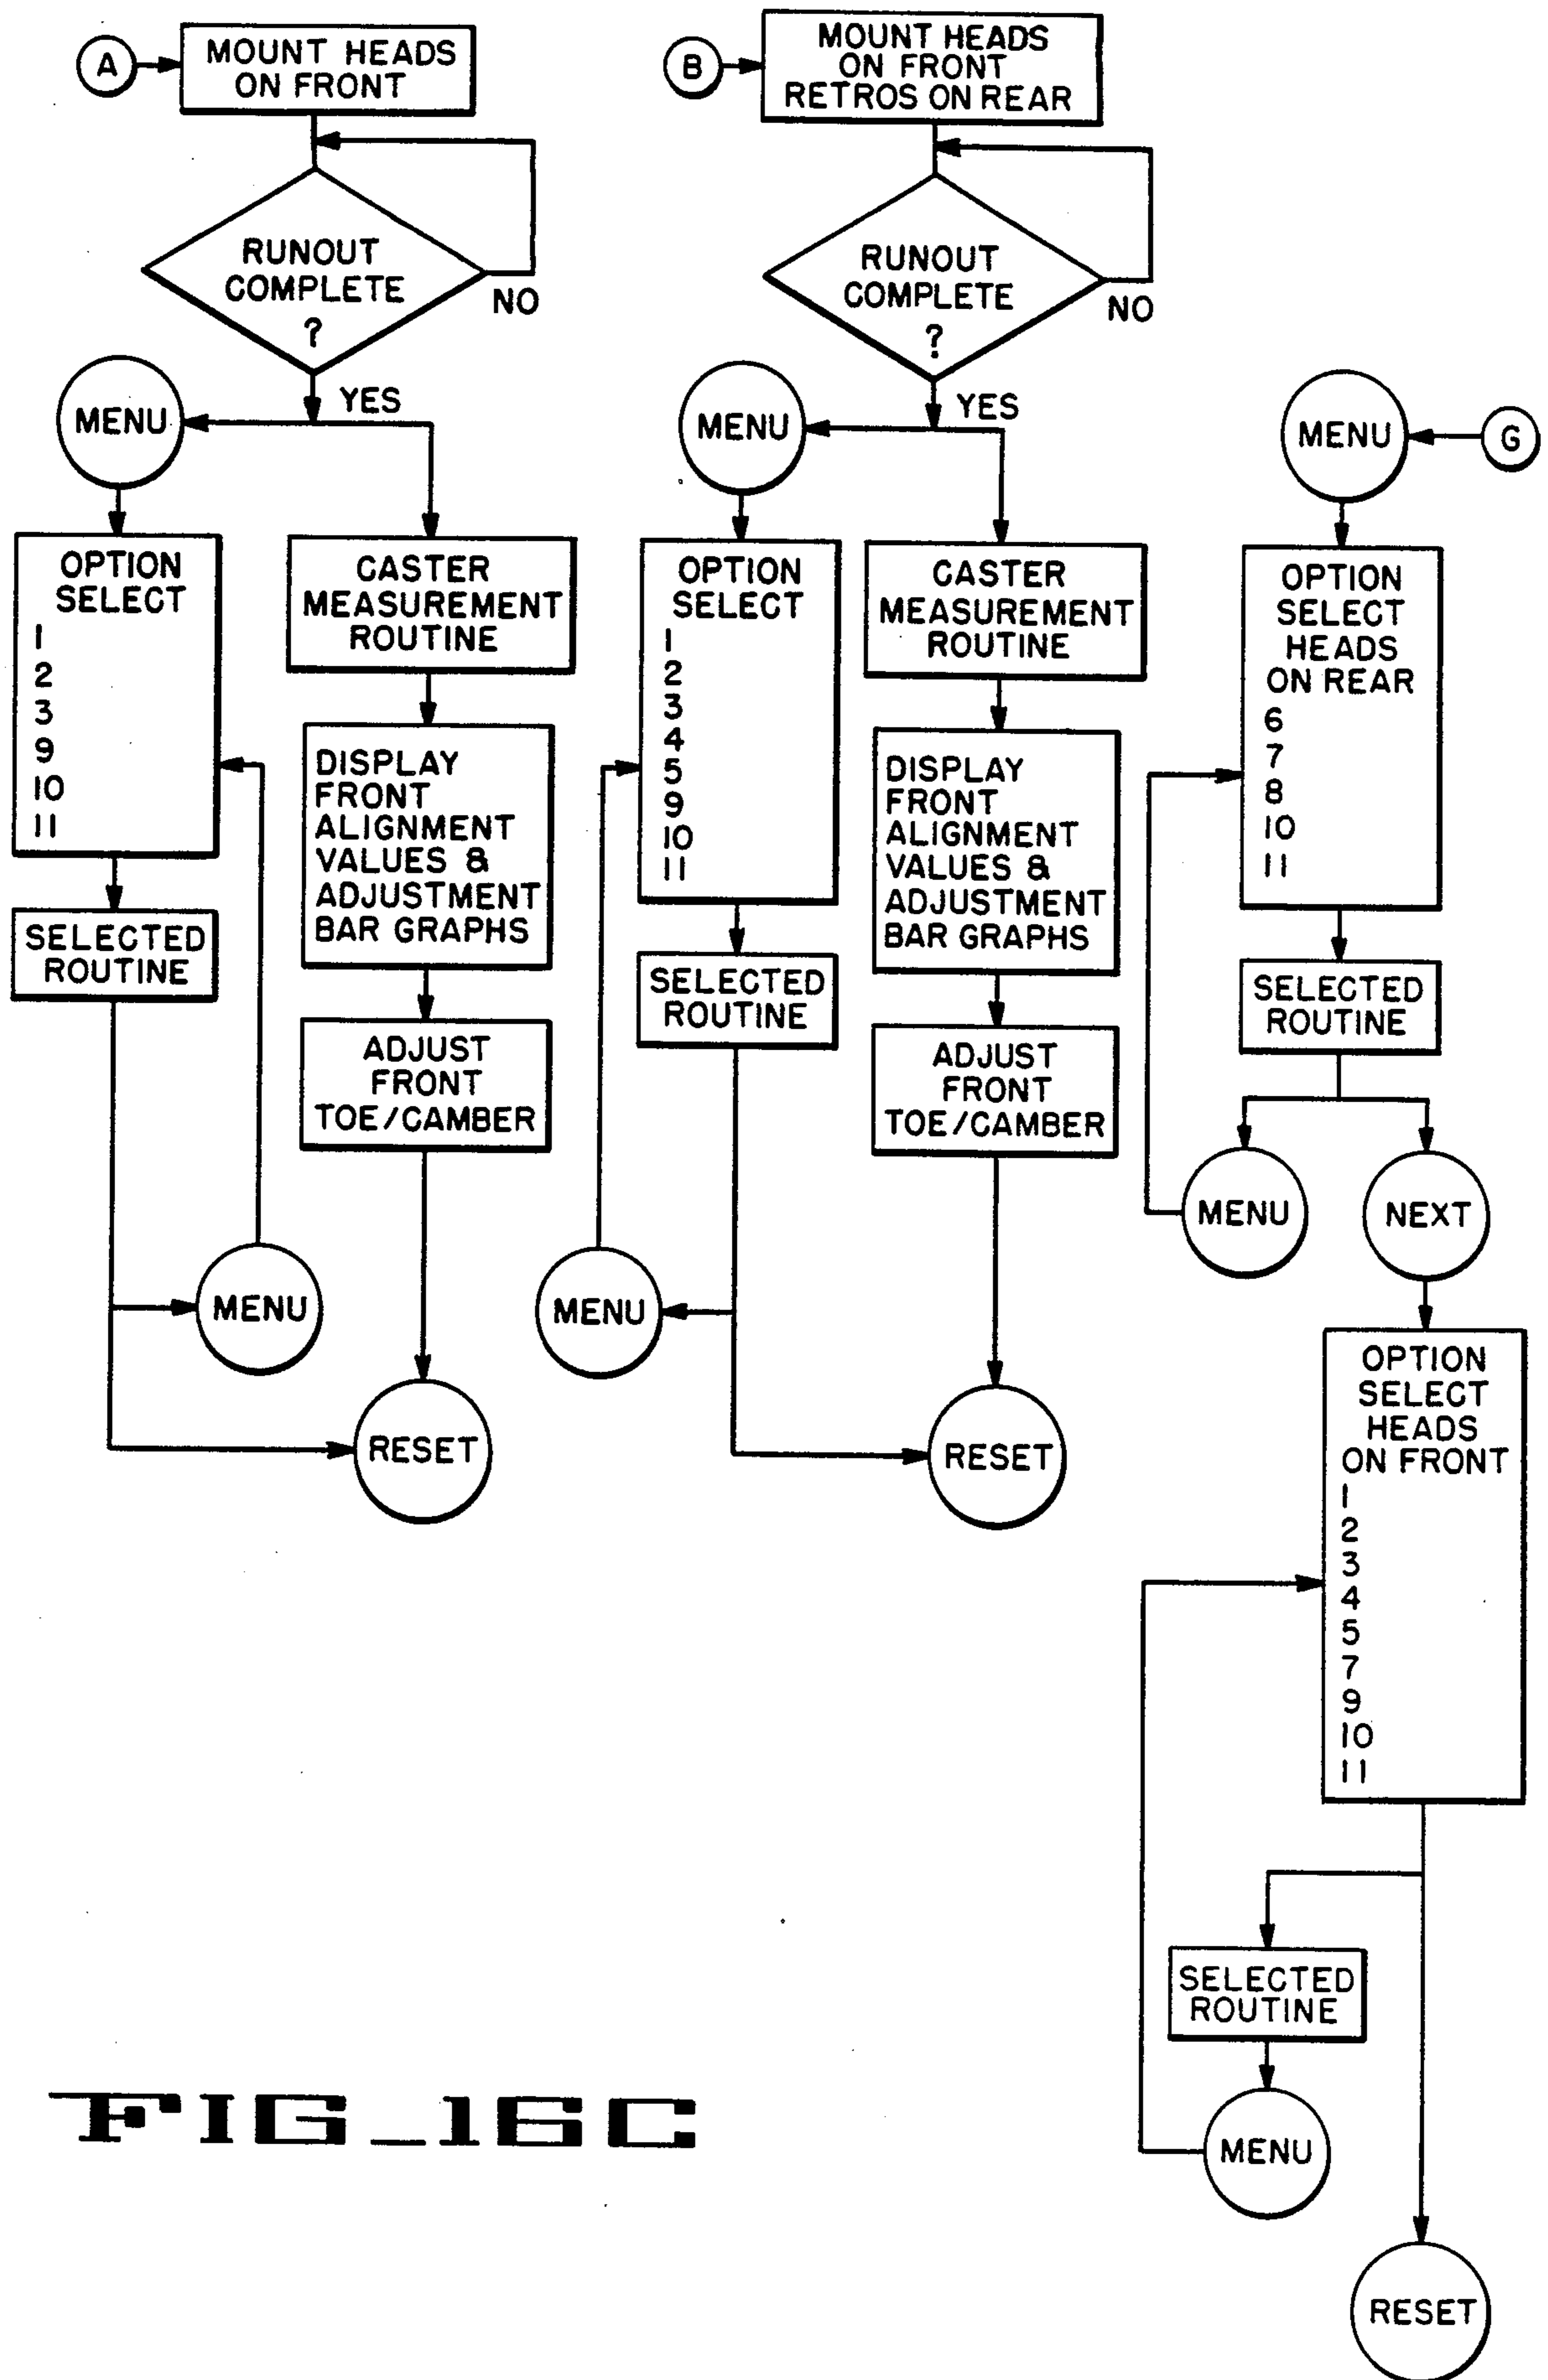 A
MOUNT HEADS
ON FRONT
RUNOUT
COMPLETE
?
NO
YES
MENU
OPTION
SELECT
1
2
3
9
10
11
SELECTED
ROUTINE
MENU
CASTER
MEASUREMENT
ROUTINE
DISPLAY
FRONT
ALIGNMENT
VALUES &
ADJUSTMENT
BAR GRAPHS
ADJUST
FRONT
TOE/CAMBER
RESET
B
MOUNT HEADS
ON FRONT
RETROS ON REAR
RUNOUT
COMPLETE
?
NO
YES
MENU
OPTION
SELECT
1
2
3
4
5
9
10
11
SELECTED
ROUTINE
MENU
CASTER
MEASUREMENT
ROUTINE
DISPLAY
FRONT
ALIGNMENT
VALUES &
ADJUSTMENT
BAR GRAPHS
ADJUST
FRONT
TOE/CAMBER
RESET
MENU
G
OPTION
SELECT
HEADS
ON REAR
6
7
8
10
11
SELECTED
ROUTINE
MENU
NEXT
OPTION
SELECT
HEADS
ON FRONT
1
2
3
4
5
7
9
10
11
SELECTED
ROUTINE
MENU
RESET
FIG_16C